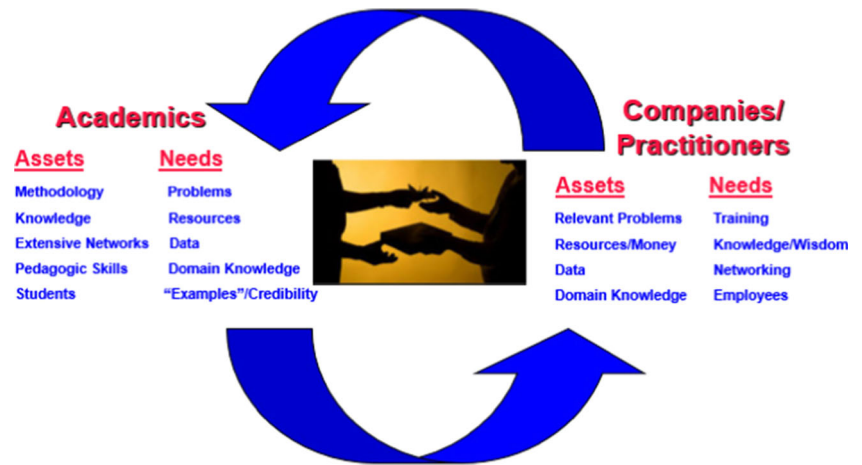 Academics
Assets Needs
Methodology Problems
Knowledge Resources
Extensive Networks Data
Pedagogic Skills Domain Knowledge
Students “Examples”/Credibility
Companies/
Practitioners
Assets Needs
Relevant Problems Training
Resources/Money Knowledge/Wisdom
Data Networking
Domain Knowledge Employees